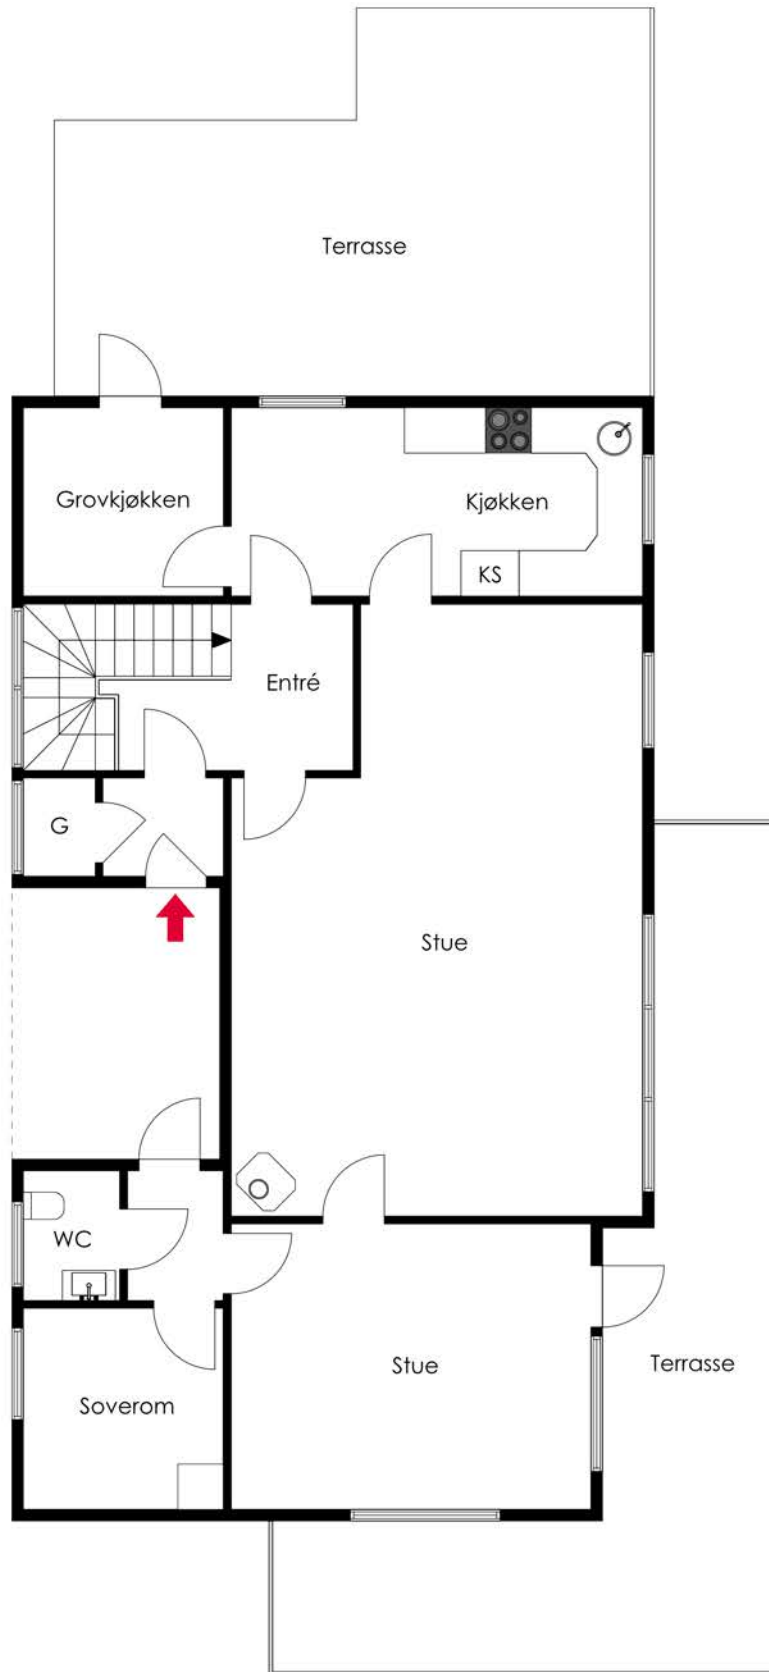 Terrasse
Grovkjøkken
Kjøkken
KS
Entré
G
Stue
WC
Stue
Terrasse
Soverom